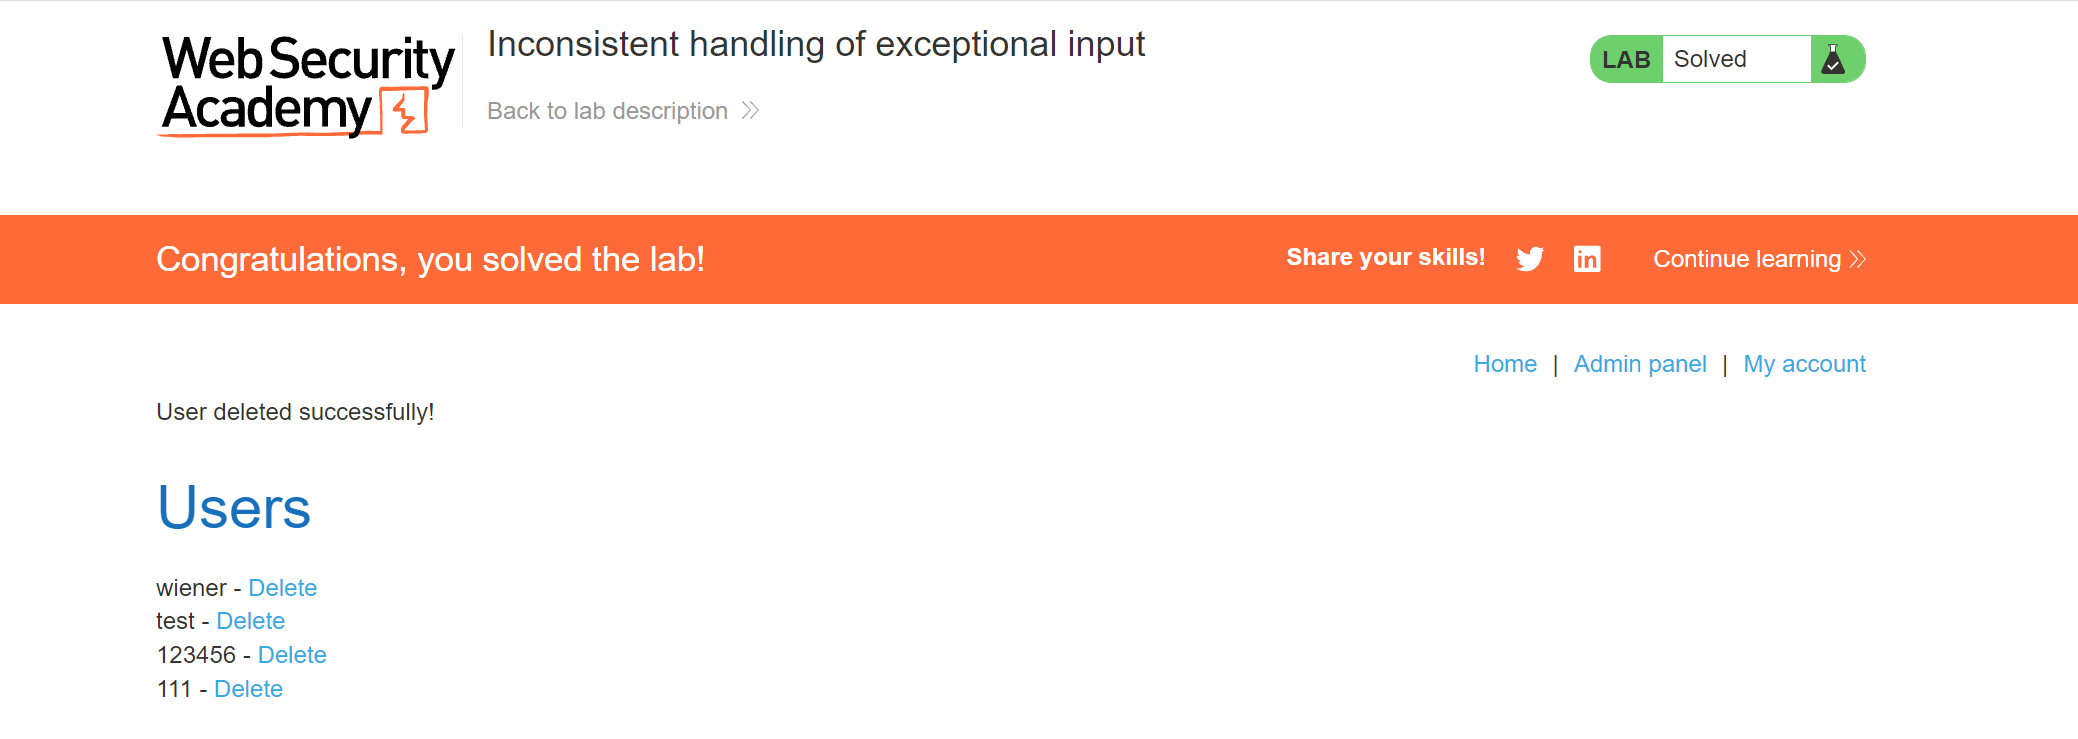 Web Security
Academy
Inconsistent handling of exceptional input
Back to lab description
LAB Solved
Congratulations, you solved the lab!
Share your skills!
Continue learning
Home | Admin panel | My account
User deleted successfully!
Users
wiener - Delete
test - Delete
123456 - Delete
111 - Delete